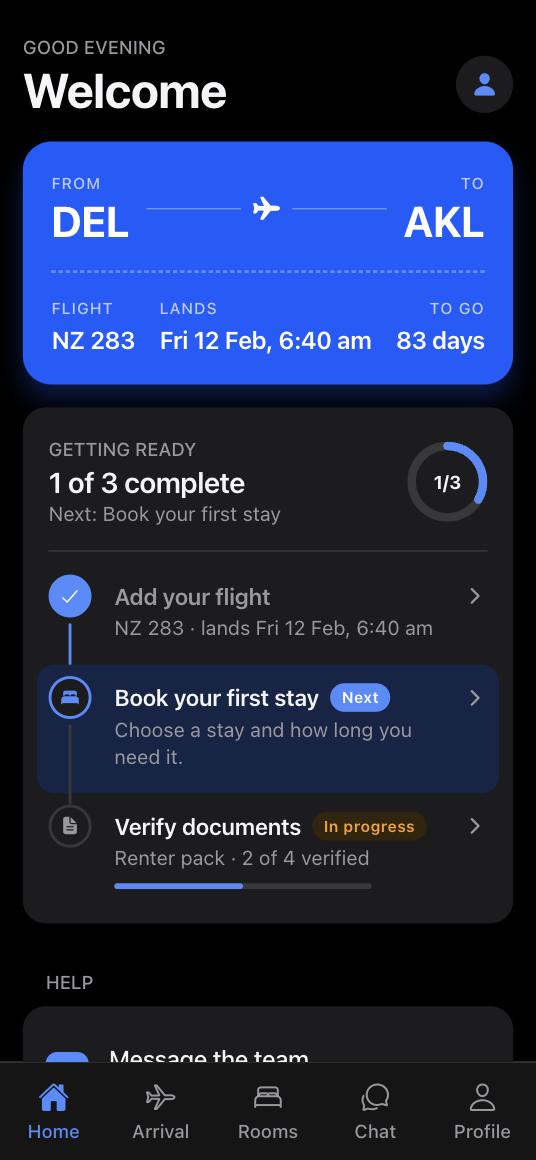 GOOD EVENING
Welcome
FROM
TO
DEL
AKL
FLIGHT
LANDS
TO GO
NZ 283
Fri 12 Feb, 6:40 am
83 days
GETTING READY
1 of 3 complete
Next: Book your first stay
1/3
Add your flight
NZ 283 · lands Fri 12 Feb, 6:40 am
Book your first stay
Next
Choose a stay and how long you
need it.
Verify documents
In progress
Renter pack · 2 of 4 verified
HELP
Message the team
Home
Arrival
Rooms
Chat
Profile